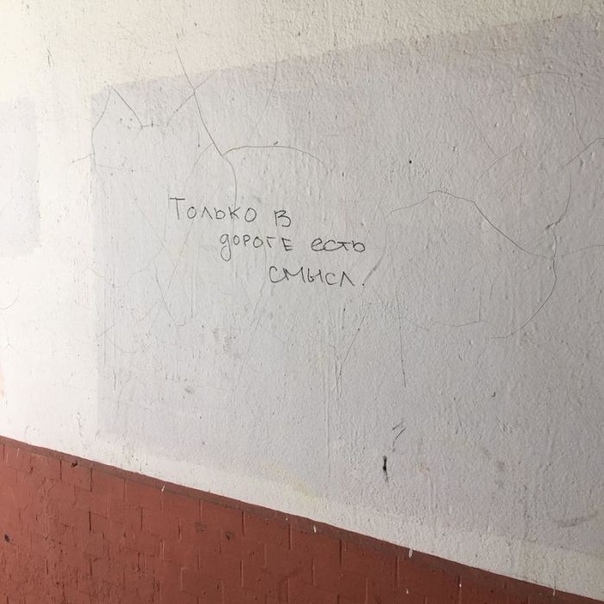 Только в
дороге есть
смысл.